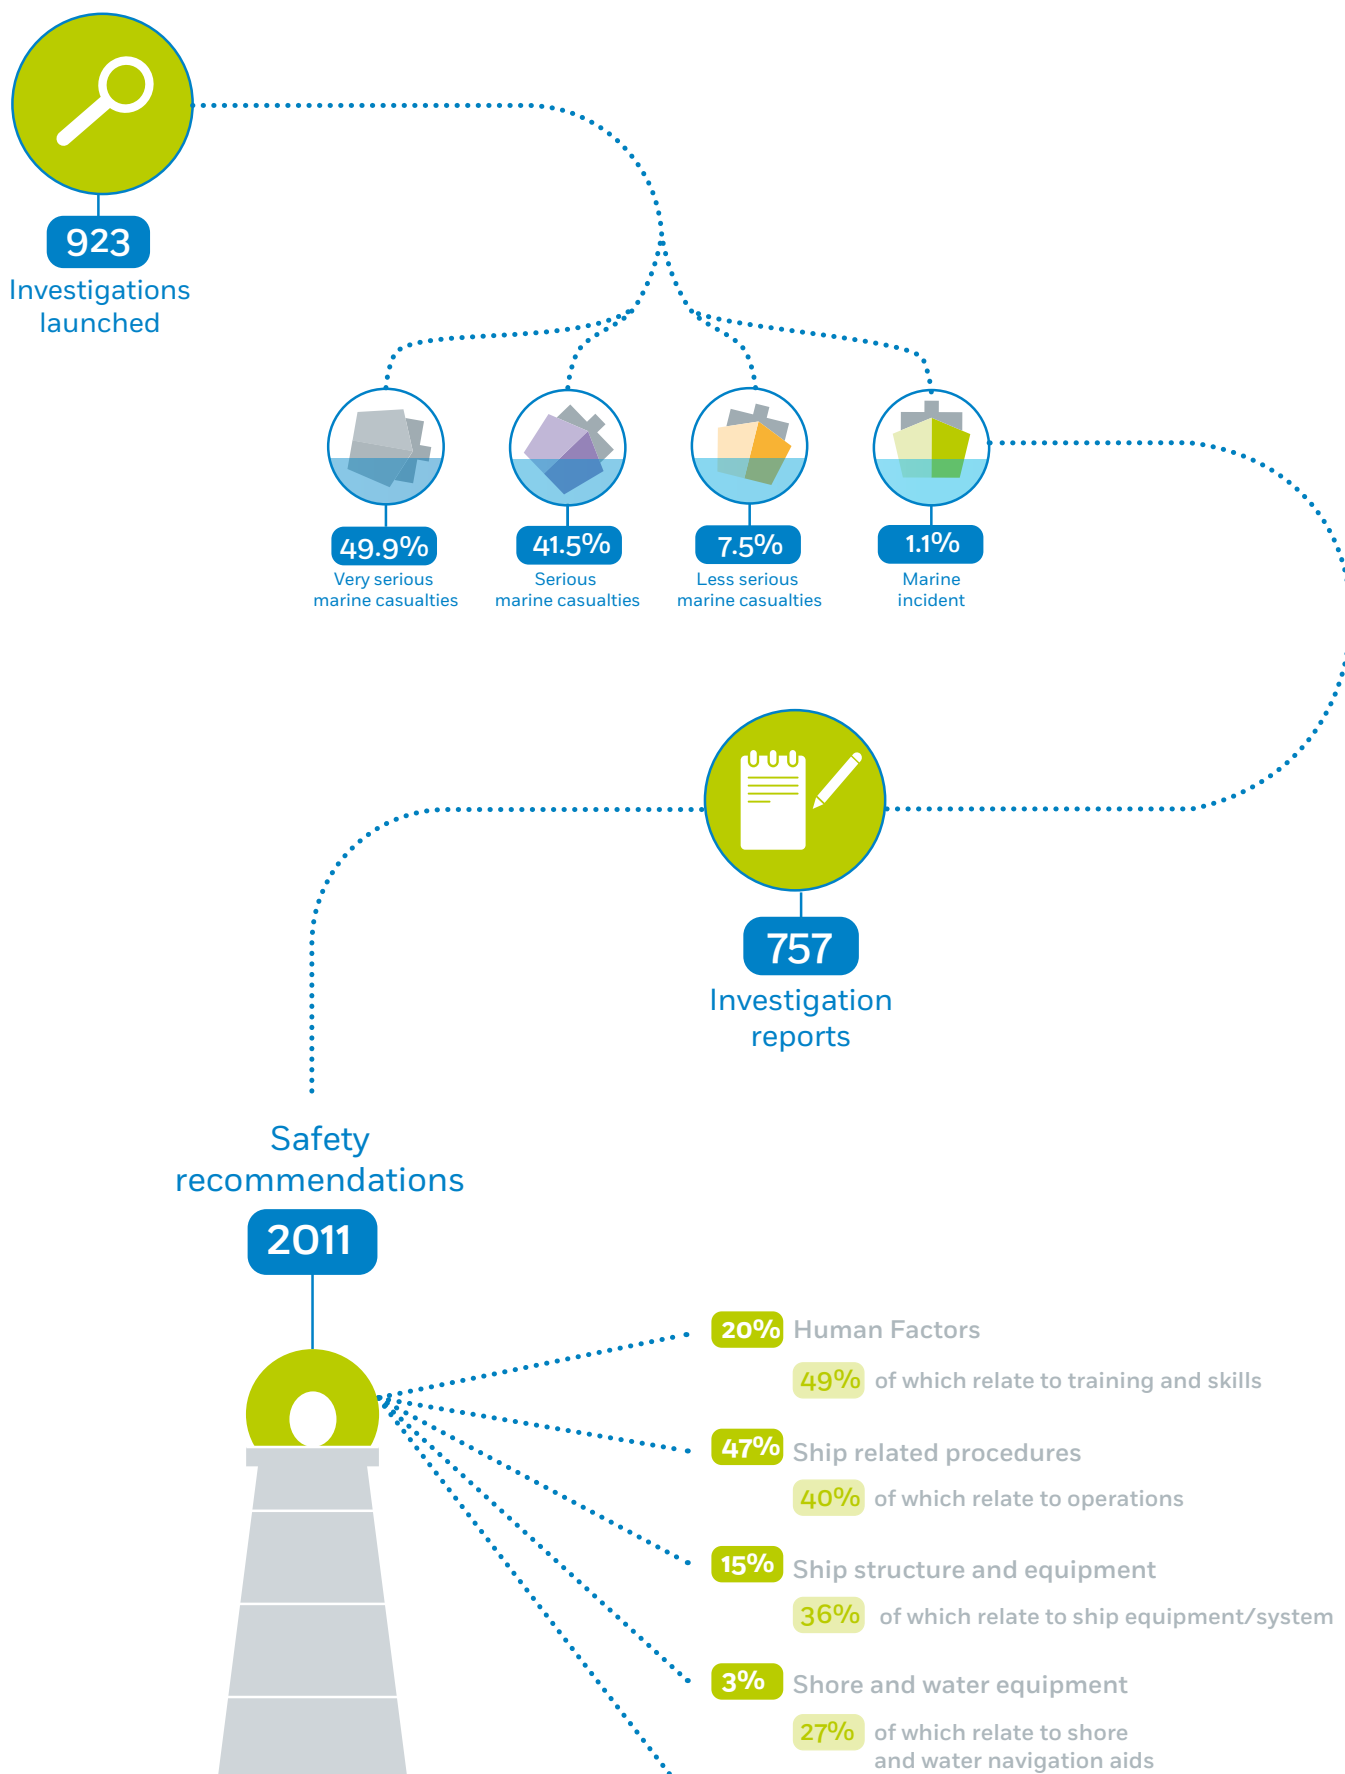 923
Investigations
launched
49.9%
Very serious
marine casualties
41.5%
Serious
marine casualties
7.5%
Less serious
marine casualties
1.1%
Marine
incident
757
Investigation
reports
Safety
recommendations
2011
20% Human Factors
49% of which relate to training and skills
47% Ship related procedures
40% of which relate to operations
15% Ship structure and equipment
36% of which relate to ship equipment/system
3% Shore and water equipment
27% of which relate to shore
and water navigation aids